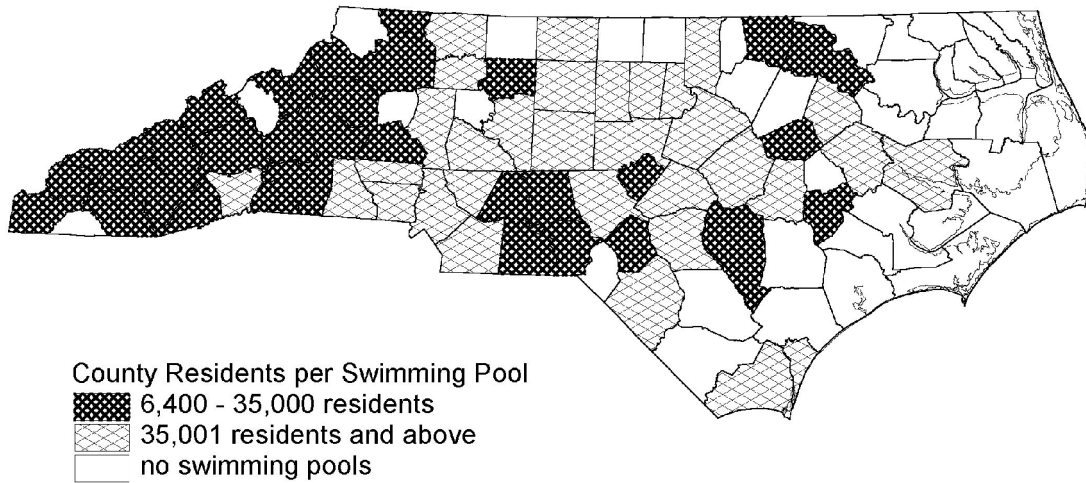 County Residents per Swimming Pool
6,400 - 35,000 residents
35,001 residents and above
no swimming pools